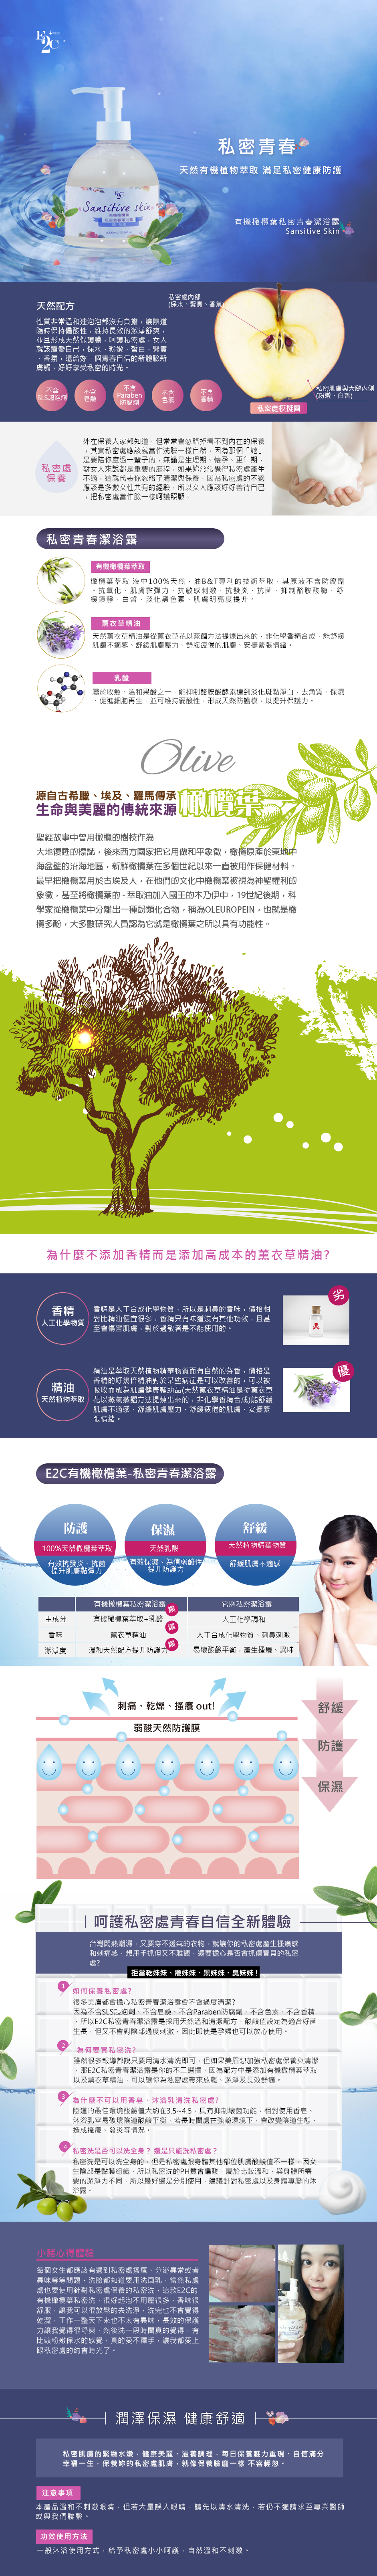 E2C
私密青春
天然有機植物萃取 滿足私密健康防護
有機橄欖葉私密青春潔浴露
Sansitive Skin
Sansitive skin
天然配方
性質非常溫和連泡泡都沒有負擔，讓陰道
隨時保持偏酸性，維持長效的潔淨舒爽，
並且形成天然保護膜，呵護私密處，女人
就該寵愛自己，保水、粉嫩、皙白、緊實
、香氛，還給妳一個青春自信的新體驗新
膚觸，好好享受私密的時光。
私密處內部
(保水、緊實、香氣)
私密肌膚與大腿內側
(粉嫩、白皙)
私密處根髮圖
不含
SLS起泡劑
不含
皂鹼
不含
Paraben
防腐劑
不含
色素
不含
香精
私密處
保養
外在保養大家都知道，但常常會忽略掉看不到內在的保養
，其實私密處應該就當作洗臉一樣自然，因為那個「她」
是要陪你度過一輩子的，無論是生理期、懷孕、更年期，
對女人來說都是重要的歷程，如果妳常常覺得私密處產生
不適，這就代表你忽略了清潔與保養，因為私密處的不適
應該是多數女性共有的經驗，所以女人應該好好善待自己
，把私密處當作臉一樣呵護照顧。
私密青春潔浴露
有機橄欖葉萃取
橄欖葉萃取 液中100%天然，油B&T專利的技術萃取，其原液不含防腐劑
，抗氧化、肌膚黏彈力、抗敏感刺激、抗發炎、抗菌、抑制酪胺酸酶、舒
緩鎮靜、白皙、淡化黑色素、肌膚明亮度提升。
薰衣草精油
天然薰衣草精油是從薰衣草花以蒸餾方法提煉出來的、非化學香精合成，能舒緩
肌膚不適感、舒緩肌膚壓力、舒緩疲倦的肌膚、安撫緊張情緒。
乳酸
屬於收斂、溫和果酸之一，能抑制酪胺酸酵素達到淡化斑點淨白，去角質、保濕
、促進細胞再生，並可維持弱酸性，形成天然防護模，以提升保護力。
Olive
源自古希臘、埃及、羅馬傳承
生命與美麗的傳統來源
橄欖葉
聖經故事中曾用橄欖的樹枝作為
大地復甦的標誌，後來西方國家把它用做和平象徵，橄欖原產於東地中
海盆壁的沿海地區，新鮮橄欖葉在多個世紀以來一直被用作保健材料。
最早把橄欖葉用於古埃及人，在他們的文化中橄欖葉被視為神聖權利的
象徵，甚至將橄欖葉的 - 萃取油加入國王的木乃伊中，19世紀後期，科
學家從橄欖葉中分離出一種酚類化合物，稱為OLEUROPEIN，也就是橄
欖多酚，大多數研究人員認為它就是橄欖葉之所以具有功能性。
為什麼不添加香精而是添加高成本的薰衣草精油?
香精
人工化學物質
香精是人工合成化學物質，所以是刺鼻的香味，價格相
對比精油便宜很多，香精只有味道沒有其他功效，且甚
至會傷害肌膚，對於過敏者是不能使用的。
劣
精油
天然植物萃取
精油是萃取天然植物精華物質而有自然的芬香，價格是
香精的好幾倍精油對於某些病症是可以改善的，可以被
吸收而成為肌膚健康輔助品(天然薰衣草精油是從薰衣草
花以蒸氣蒸餾方法提煉出來的，非化學香精合成)能舒緩
肌膚不適感、舒緩肌膚壓力、舒緩疲倦的肌膚、安撫緊
張情緒。
優
E2C有機橄欖葉-私密青春潔浴露
防護
100%天然橄欖葉萃取
有效抗發炎、抗菌
提升肌膚黏彈力
保濕
天然乳酸
有效保濕、為值弱酸性
提升防護力
舒緩
天然植物精華物質
舒緩肌膚不適感
有機橄欖葉私密潔浴露
它牌私密潔浴露
主成分
有機橄欖葉萃取+乳酸
讚
人工化學調和
香味
薰衣草精油
讚
人工合成化學物質、刺鼻刺激
潔淨度
溫和天然配方提升防護力
讚
易壞酸鹼平衡，產生搔癢、異味
刺痛、乾燥、搔癢 out!
弱酸天然防護膜
舒緩
防護
保濕
呵護私密處青春自信全新體驗
台灣悶熱潮濕，又要穿不透氣的衣物，就讓你的私密處產生搔癢感
和刺痛感，想用手抓但又不雅觀，還要擔心是否會抓傷寶貝的私密
處?
拒當乾妹妹、癢妹妹、黑妹妹、臭妹妹!
1
如何保養私密處?
很多美眉都會擔心私密青春潔浴露會不會過度清潔?
因為不含SLS起泡劑、不含皂鹼、不含Paraben防腐劑、不含色素、不含香精
，所以E2C私密青春潔浴露是採用天然溫和清潔配方，酸鹼值設定為適合好菌
生長，但又不會對陰部過度刺激，因此即便是孕婦也可以放心使用。
2
為何要買私密洗?
雖然很多報導都說只要用清水清洗即可，但如果美眉想加強私密處保養與清潔
，那E2C私密青春潔浴露是你的不二選擇，因為配方中是添加有機橄欖葉萃取
以及薰衣草精油，可以讓你為私密處帶來放鬆、潔淨及長效舒適。
3
為什麼不可以用香皂、沐浴乳清洗私密處?
陰道的最佳環境酸鹼值大約在3.5~4.5，具有抑制壞菌功能，相對使用香皂、
沐浴乳容易破壞陰道酸鹼平衡，若長時間處在強鹼環境下，會改變陰道生態，
造成搔癢、發炎等情況。
4
私密洗是否可以洗全身? 還是只能洗私密處?
私密洗是可以洗全身的，但是私密處跟身體其他部位肌膚酸鹼值不一樣，因女
生陰部是黏膜組織，所以私密洗的PH質會偏酸，屬於比較溫和，與身體所需
要的潔淨力不同，所以最好還是分別使用，建議針對私密處以及身體專屬的沐
浴露。
小豬心得體驗
每個女生都應該有遇到私密處搔癢、分泌異常或者
異味等等問題，洗臉都知道要用洗面乳，當然私處
處也要使用針對私密處保養的私密洗，這款E2C的
有機橄欖葉私密洗，很好起泡不用壓很多，香味很
舒服，讓我可以很放鬆的去洗淨，洗完也不會覺得
乾澀，工作一整天下來也不太有異味，長效的保護
力讓我覺得很舒爽，然後洗一段時間真的覺得，有
比較粉嫩保水的感覺，真的愛不釋手，讓我都愛上
跟私密處的約會時光了。
潤澤保濕 健康舒適
私密肌膚的緊緻水嫩，健康美麗、滋養調理，每日保養魅力重現，自信滿分
幸福一生，保養妳的私密處肌膚，就像保養臉龐一樣 不容輕忽。
注意事項
本產品溫和不刺激眼睛，但若大量誤入眼睛，請先以清水清洗，若仍不適請求至專業醫師
或與我們聯繫。
功效使用方法
一般沐浴使用方式，給予私密處小小呵護，自然溫和不刺激。